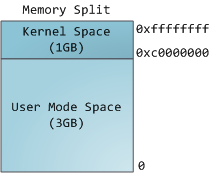 Memory Split
Kernel Space
(1GB)
0xffffffff
0xc0000000
User Mode Space
(3GB)
0